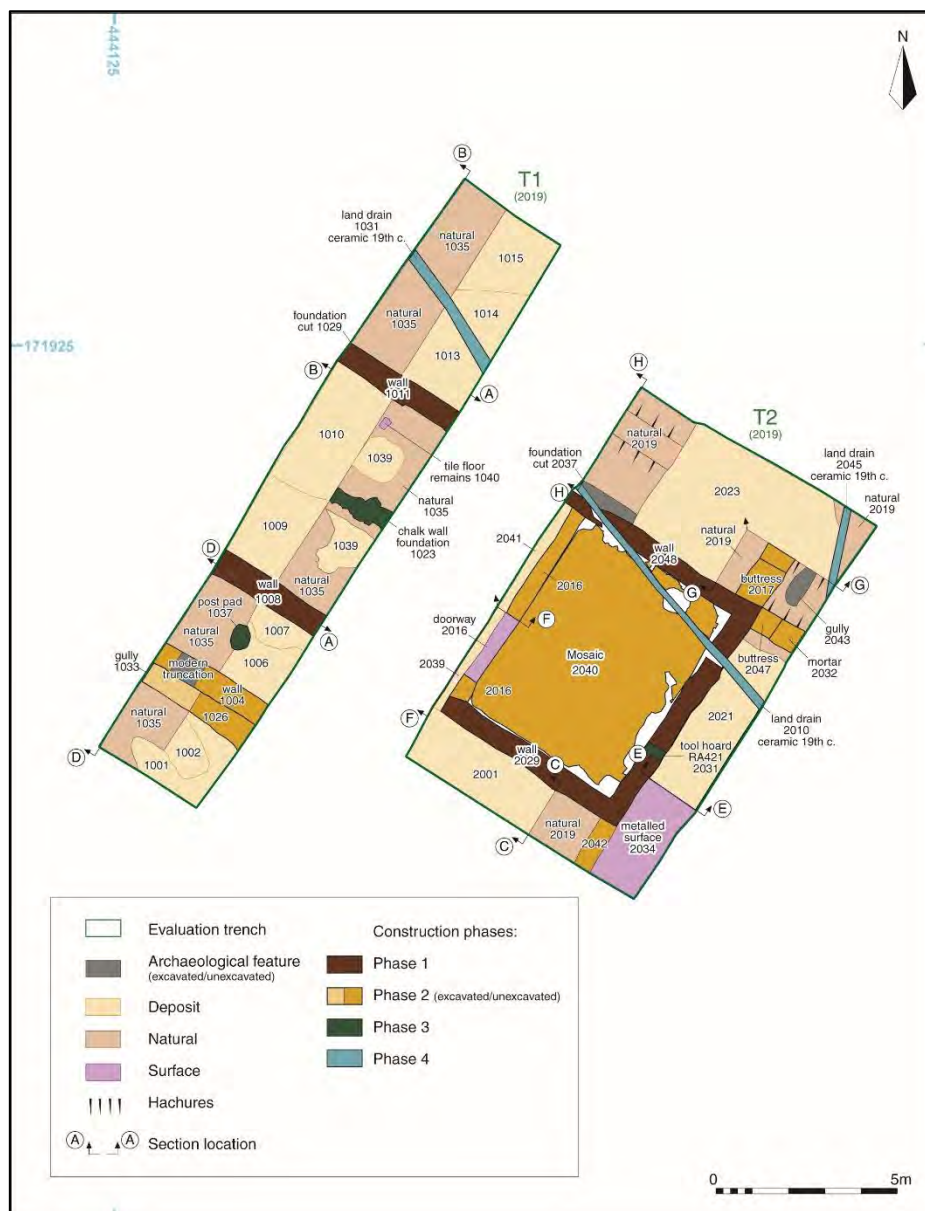 444125
N
B
T1
(2019)
land drain
1031
ceramic 19th c.
natural
1035
1015
natural
1035
1014
foundation
cut 1029
1013
171925
B
wall
1011
A
H
1010
T2
(2019)
1039
tile floor
remains 1040
natural
2019
foundation
cut 2037
land drain
2045
ceramic 19th c.
natural
1035
H
2023
natural
2019
1009
chalk wall
foundation
1023
D
1039
2041
wall
2048
natural
2019
wall
1008
natural
1035
2016
G
buttress
2017
G
post pad
1037
A
F
gully
2043
natural
1035
1007
doorway
2016
Mosaic
2040
buttress
2047
mortar
2032
gully
1033
modern
truncation
1006
2039
wall
1004
2016
2021
natural
1035
1026
F
land drain
2010
ceramic 19th c.
D
1002
1001
wall
2029
E
tool hoard
RA421
2031
C
2001
E
natural
2019
2042
metalled
surface
2034
C
Evaluation trench
Archaeological feature
(excavated/unexcavated)
Deposit
Natural
Surface
Hachures
A A Section location
Construction phases:
Phase 1
Phase 2 (excavated/unexcavated)
Phase 3
Phase 4
0 5m